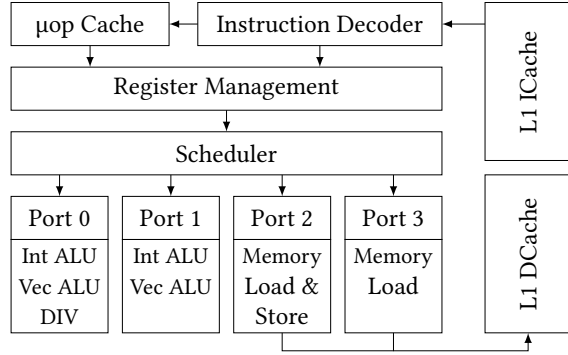 µop Cache
Instruction Decoder
L1 ICache
Register Management
Scheduler
Port 0
Int ALU
Vec ALU
DIV
Port 1
Int ALU
Vec ALU
Port 2
Memory
Load &
Store
Port 3
Memory
Load
L1 DCache